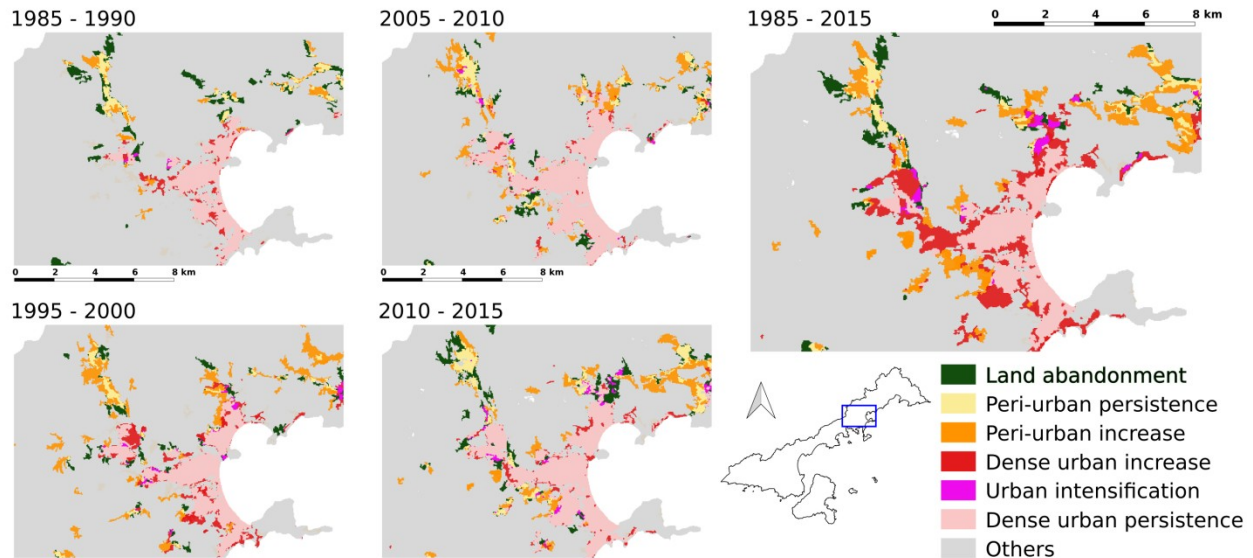 1985 - 1990
2005 - 2010
1985 - 2015
0 2 4 6 8 km
0 2 4 6 8 km
0 2 4 6 8 km
1995 - 2000
2010 - 2015
Land abandonment
Peri-urban persistence
Peri-urban increase
Dense urban increase
Urban intensification
Dense urban persistence
Others